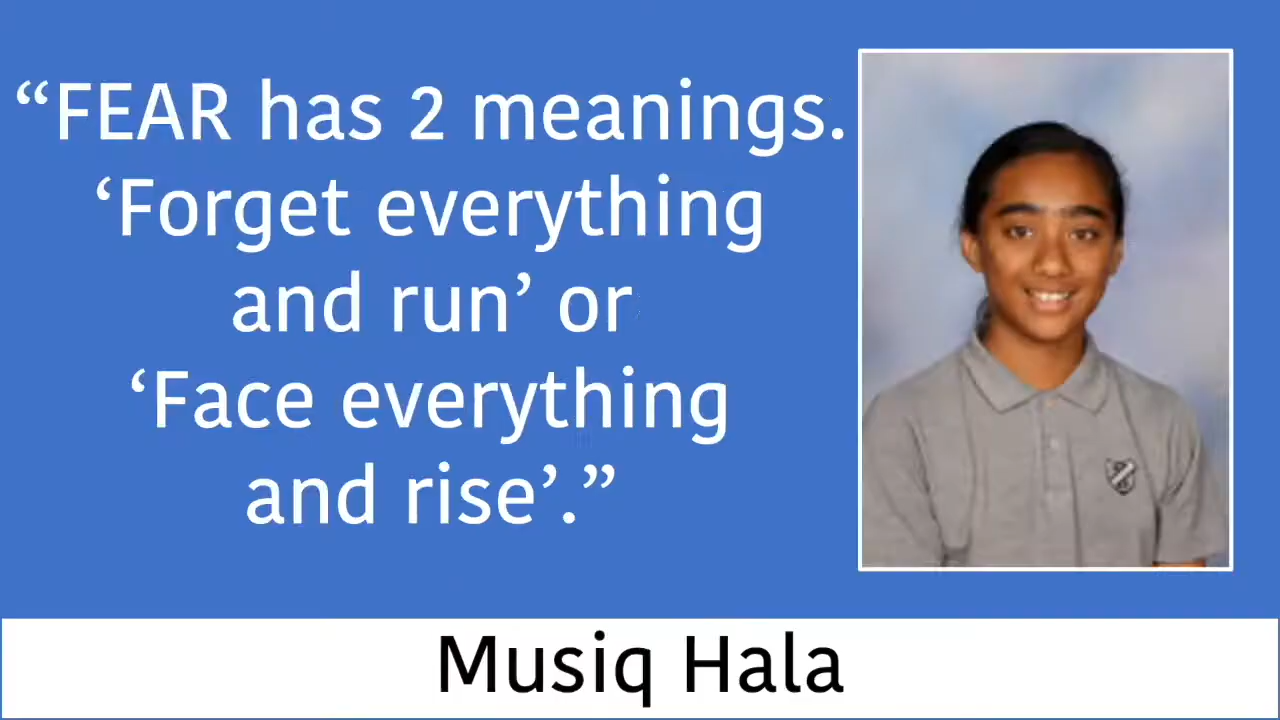 “FEAR has 2 meanings.
‘Forget everything
and run’ or
‘Face everything
and rise’.”
Musiq Hala